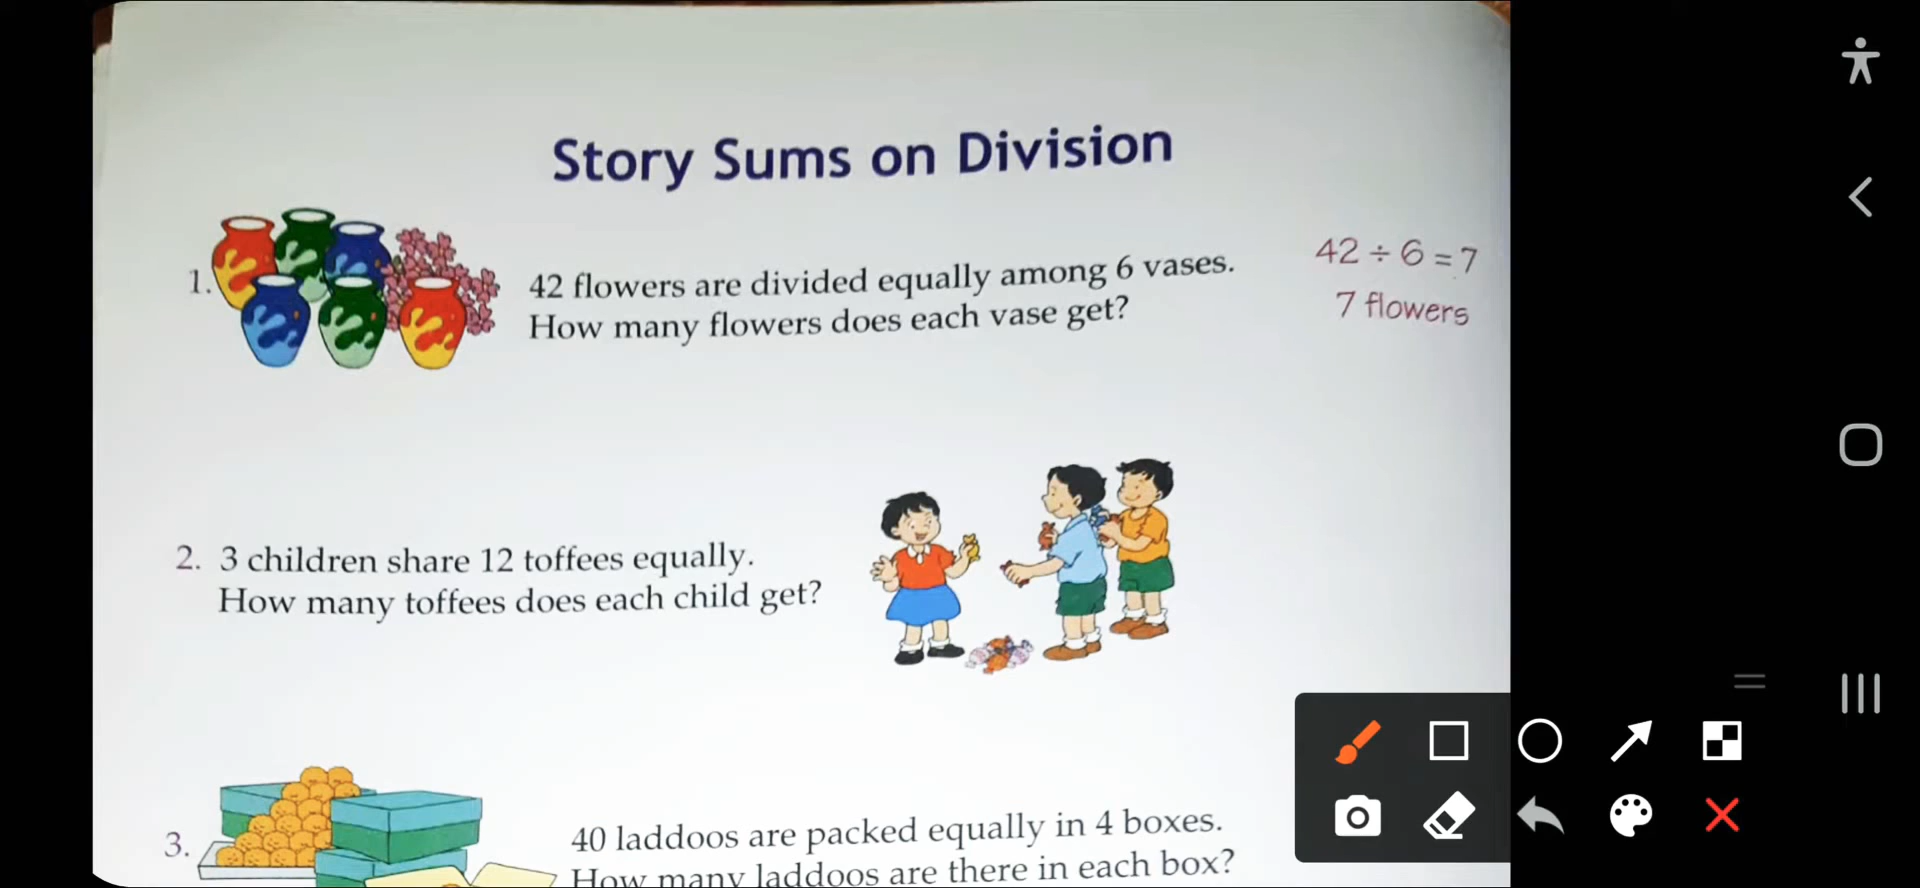 Story Sums on Division
1. 42 flowers are divided equally among 6 vases.
How many flowers does each vase get?
42 ÷ 6 = 7
7 flowers
2. 3 children share 12 toffees equally.
How many toffees does each child get?
3. 40 laddoos are packed equally in 4 boxes.
How many laddoos are there in each box?